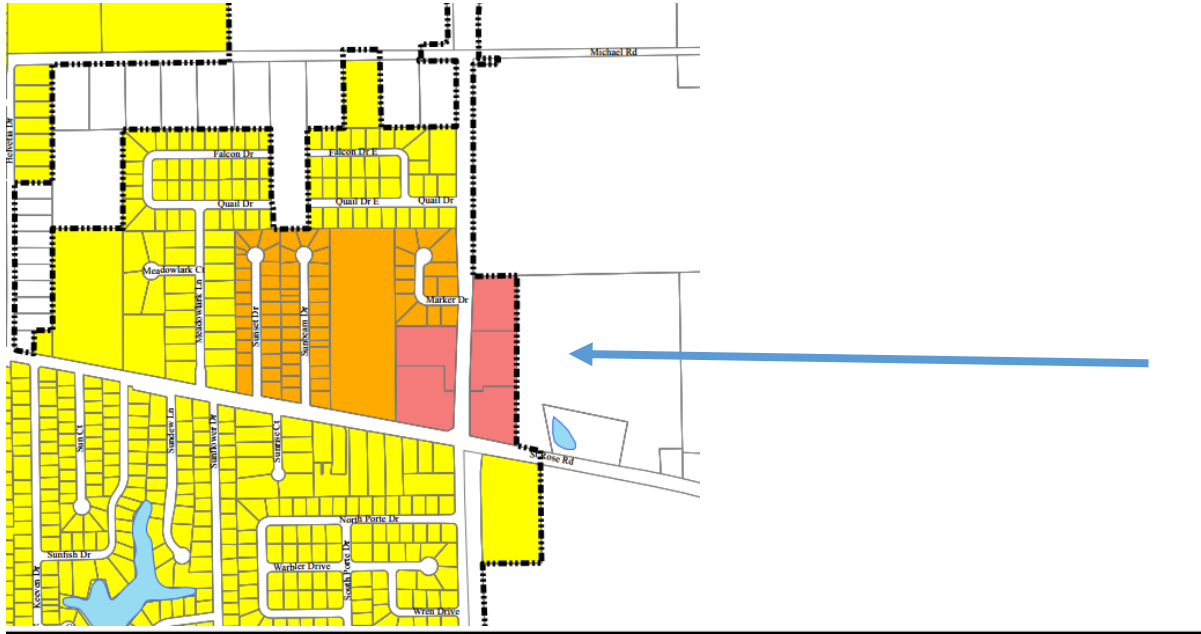 Michael Rd
Helvetia Dr
Falcon Dr
Falcon Dr E
Quail Dr
Quail Dr E
Quail Dr
Meadowlark Ct
Meadowlark Ln
Sunset Dr
Sunbeam Dr
Marker Dr
Sun Ct
Sundew Ln
Sunflower Dr
Sunrise Ct
St Rose Rd
North Porte Dr
Sunfish Dr
Keeven Dr
Warbler Drive
South Porte Dr
Wren Drive